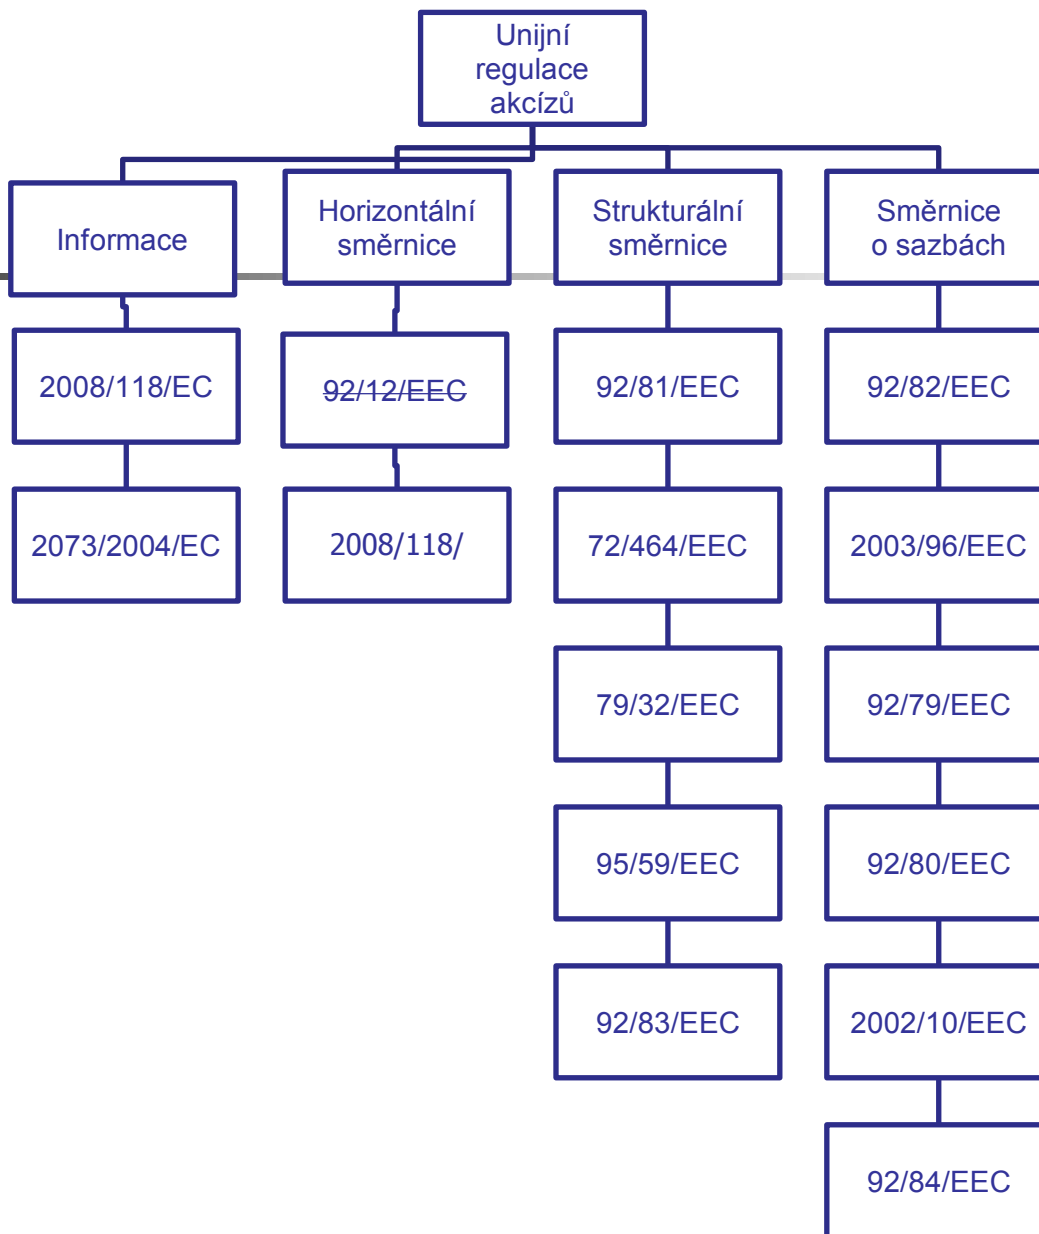 Unijní
regulace
akcízů
Informace
Horizontální
směrnice
Strukturální
směrnice
Směrnice
o sazbách
2008/118/EC
92/12/EEC
92/81/EEC
92/82/EEC
2073/2004/EC
2008/118/
72/464/EEC
2003/96/EEC
79/32/EEC
92/79/EEC
95/59/EEC
92/80/EEC
92/83/EEC
2002/10/EEC
92/84/EEC